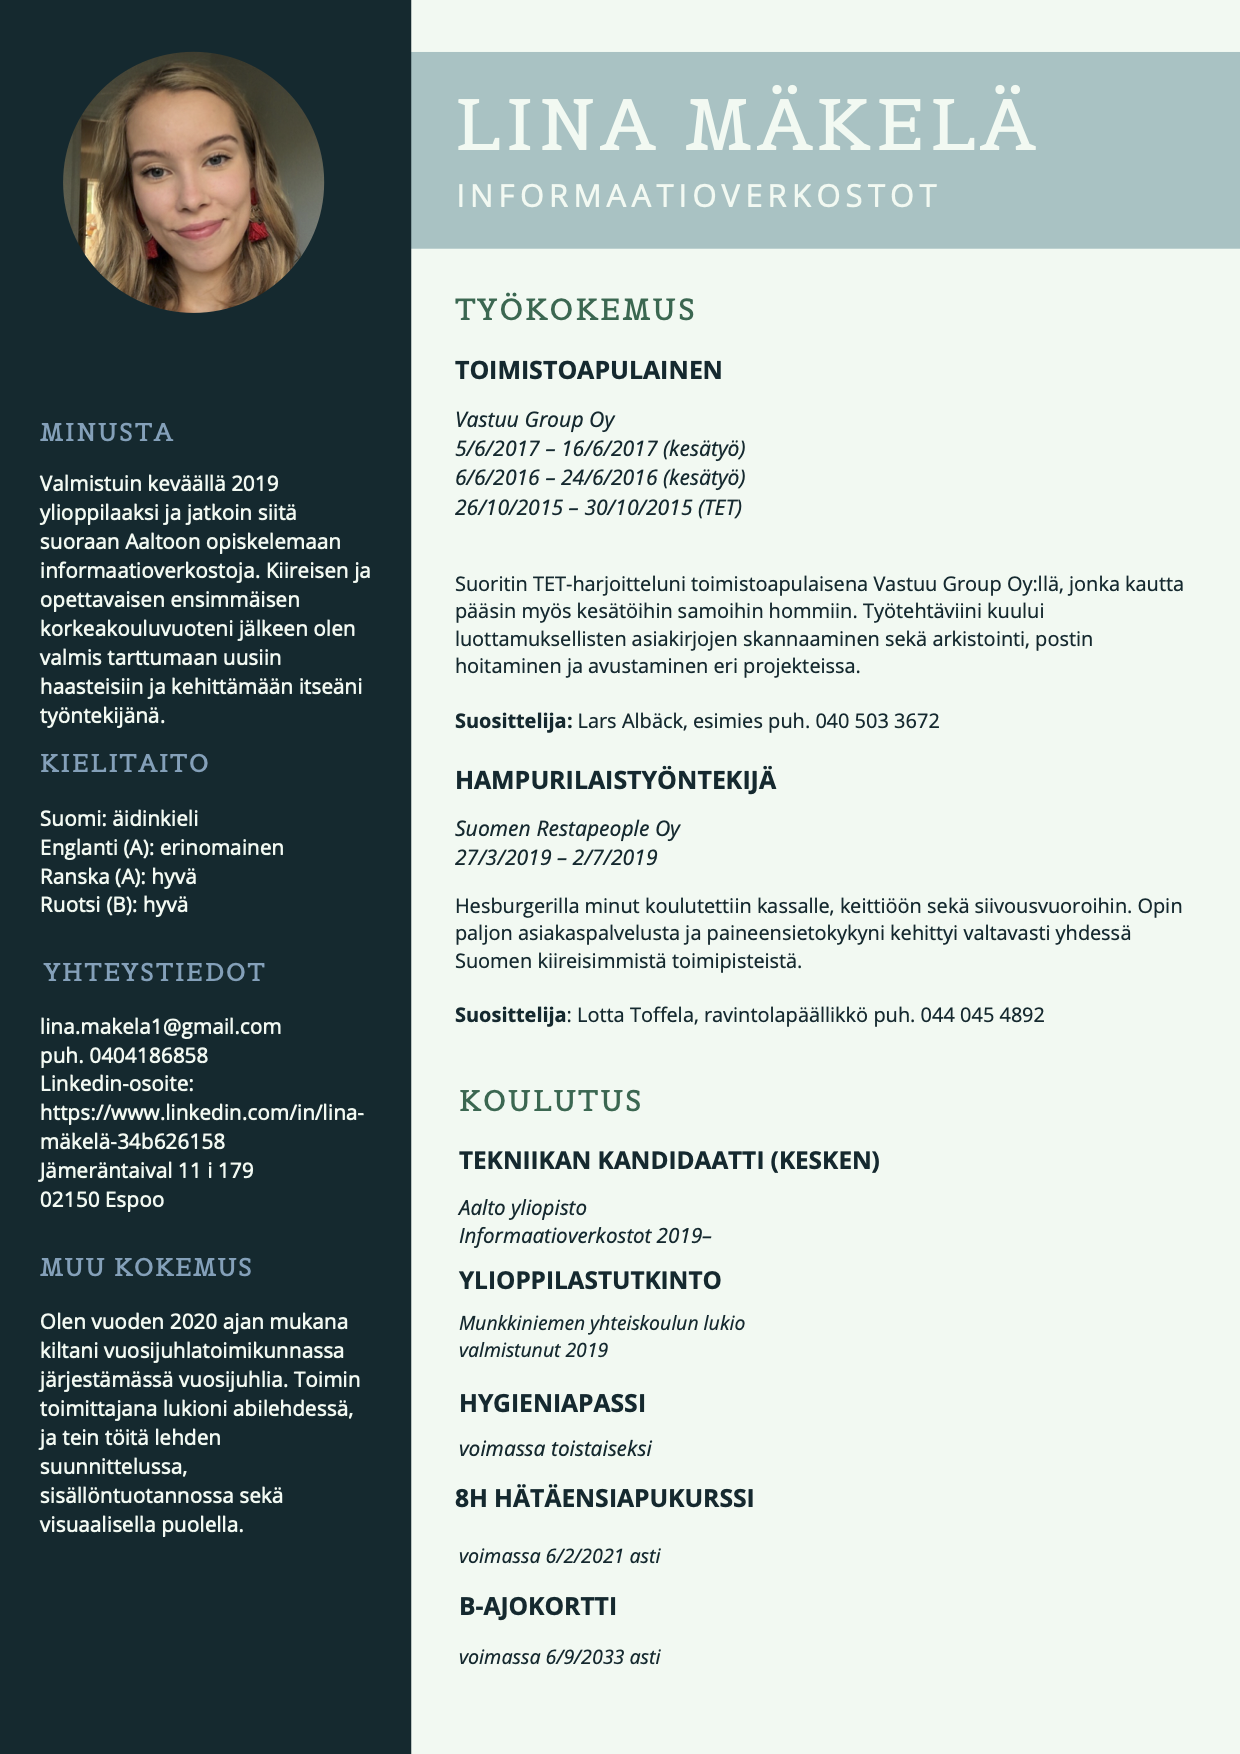 LINA MÄKELÄ
INFORMAATIOVERKOSTOT
MINUSTA
Valmistuin keväällä 2019
ylioppilaaksi ja jatkoin siitä
suoraan Aaltoon opiskelemaan
informaatioverkostoja. Kiireisen ja
opettavaisen ensimmäisen
korkeakouluvuoteni jälkeen olen
valmis tarttumaan uusiin
haasteisiin ja kehittämään itseäni
työntekijänä.
KIELITAITO
Suomi: äidinkieli
Englanti (A): erinomainen
Ranska (A): hyvä
Ruotsi (B): hyvä
YHTEYSTIEDOT
lina.makela1@gmail.com
puh. 0404186858
Linkedin-osoite:
https://www.linkedin.com/in/lina-
mäkelä-34b626158
Jämeräntaival 11 i 179
02150 Espoo
MUU KOKEMUS
Olen vuoden 2020 ajan mukana
kiltani vuosijuhlatoimikunnassa
järjestämässä vuosijuhlia. Toimin
toimittajana lukioni abilehdessä,
ja tein töitä lehden
suunnittelussa,
sisällöntuotannossa sekä
visuaalisella puolella.
TYÖKOKEMUS
TOIMISTOAPULAINEN
Vastuu Group Oy
5/6/2017 – 16/6/2017 (kesätyö)
6/6/2016 – 24/6/2016 (kesätyö)
26/10/2015 – 30/10/2015 (TET)
Suoritin TET-harjoitteluni toimistoapulaisena Vastuu Group Oy:llä, jonka kautta
pääsin myös kesätöihin samoihin hommiin. Työtehtäviini kuului
luottamuksellisten asiakirjojen skannaaminen sekä arkistointi, postin
hoitaminen ja avustaminen eri projekteissa.
Suosittelija: Lars Albäck, esimies puh. 040 503 3672
HAMPURILAISTYÖNTEKIJÄ
Suomen Restapeople Oy
27/3/2019 – 2/7/2019
Hesburgerilla minut koulutettiin kassalle, keittiöön sekä siivousvuoroihin. Opin
paljon asiakaspalvelusta ja paineensietokykyni kehittyi valtavasti yhdessä
Suomen kiireisimmistä toimipisteistä.
Suosittelija: Lotta Toffela, ravintolapäällikkö puh. 044 045 4892
KOULUTUS
TEKNIIKAN KANDIDAATTI (KESKEN)
Aalto yliopisto
Informaatioverkostot 2019–
YLIOPPILASTUTKINTO
Munkkiniemen yhteiskoulun lukio
valmistunut 2019
HYGIENIAPASSI
voimassa toistaiseksi
8H HÄTÄENSIAPUKURSSI
voimassa 6/2/2021 asti
B-AJOKORTTI
voimassa 6/9/2033 asti